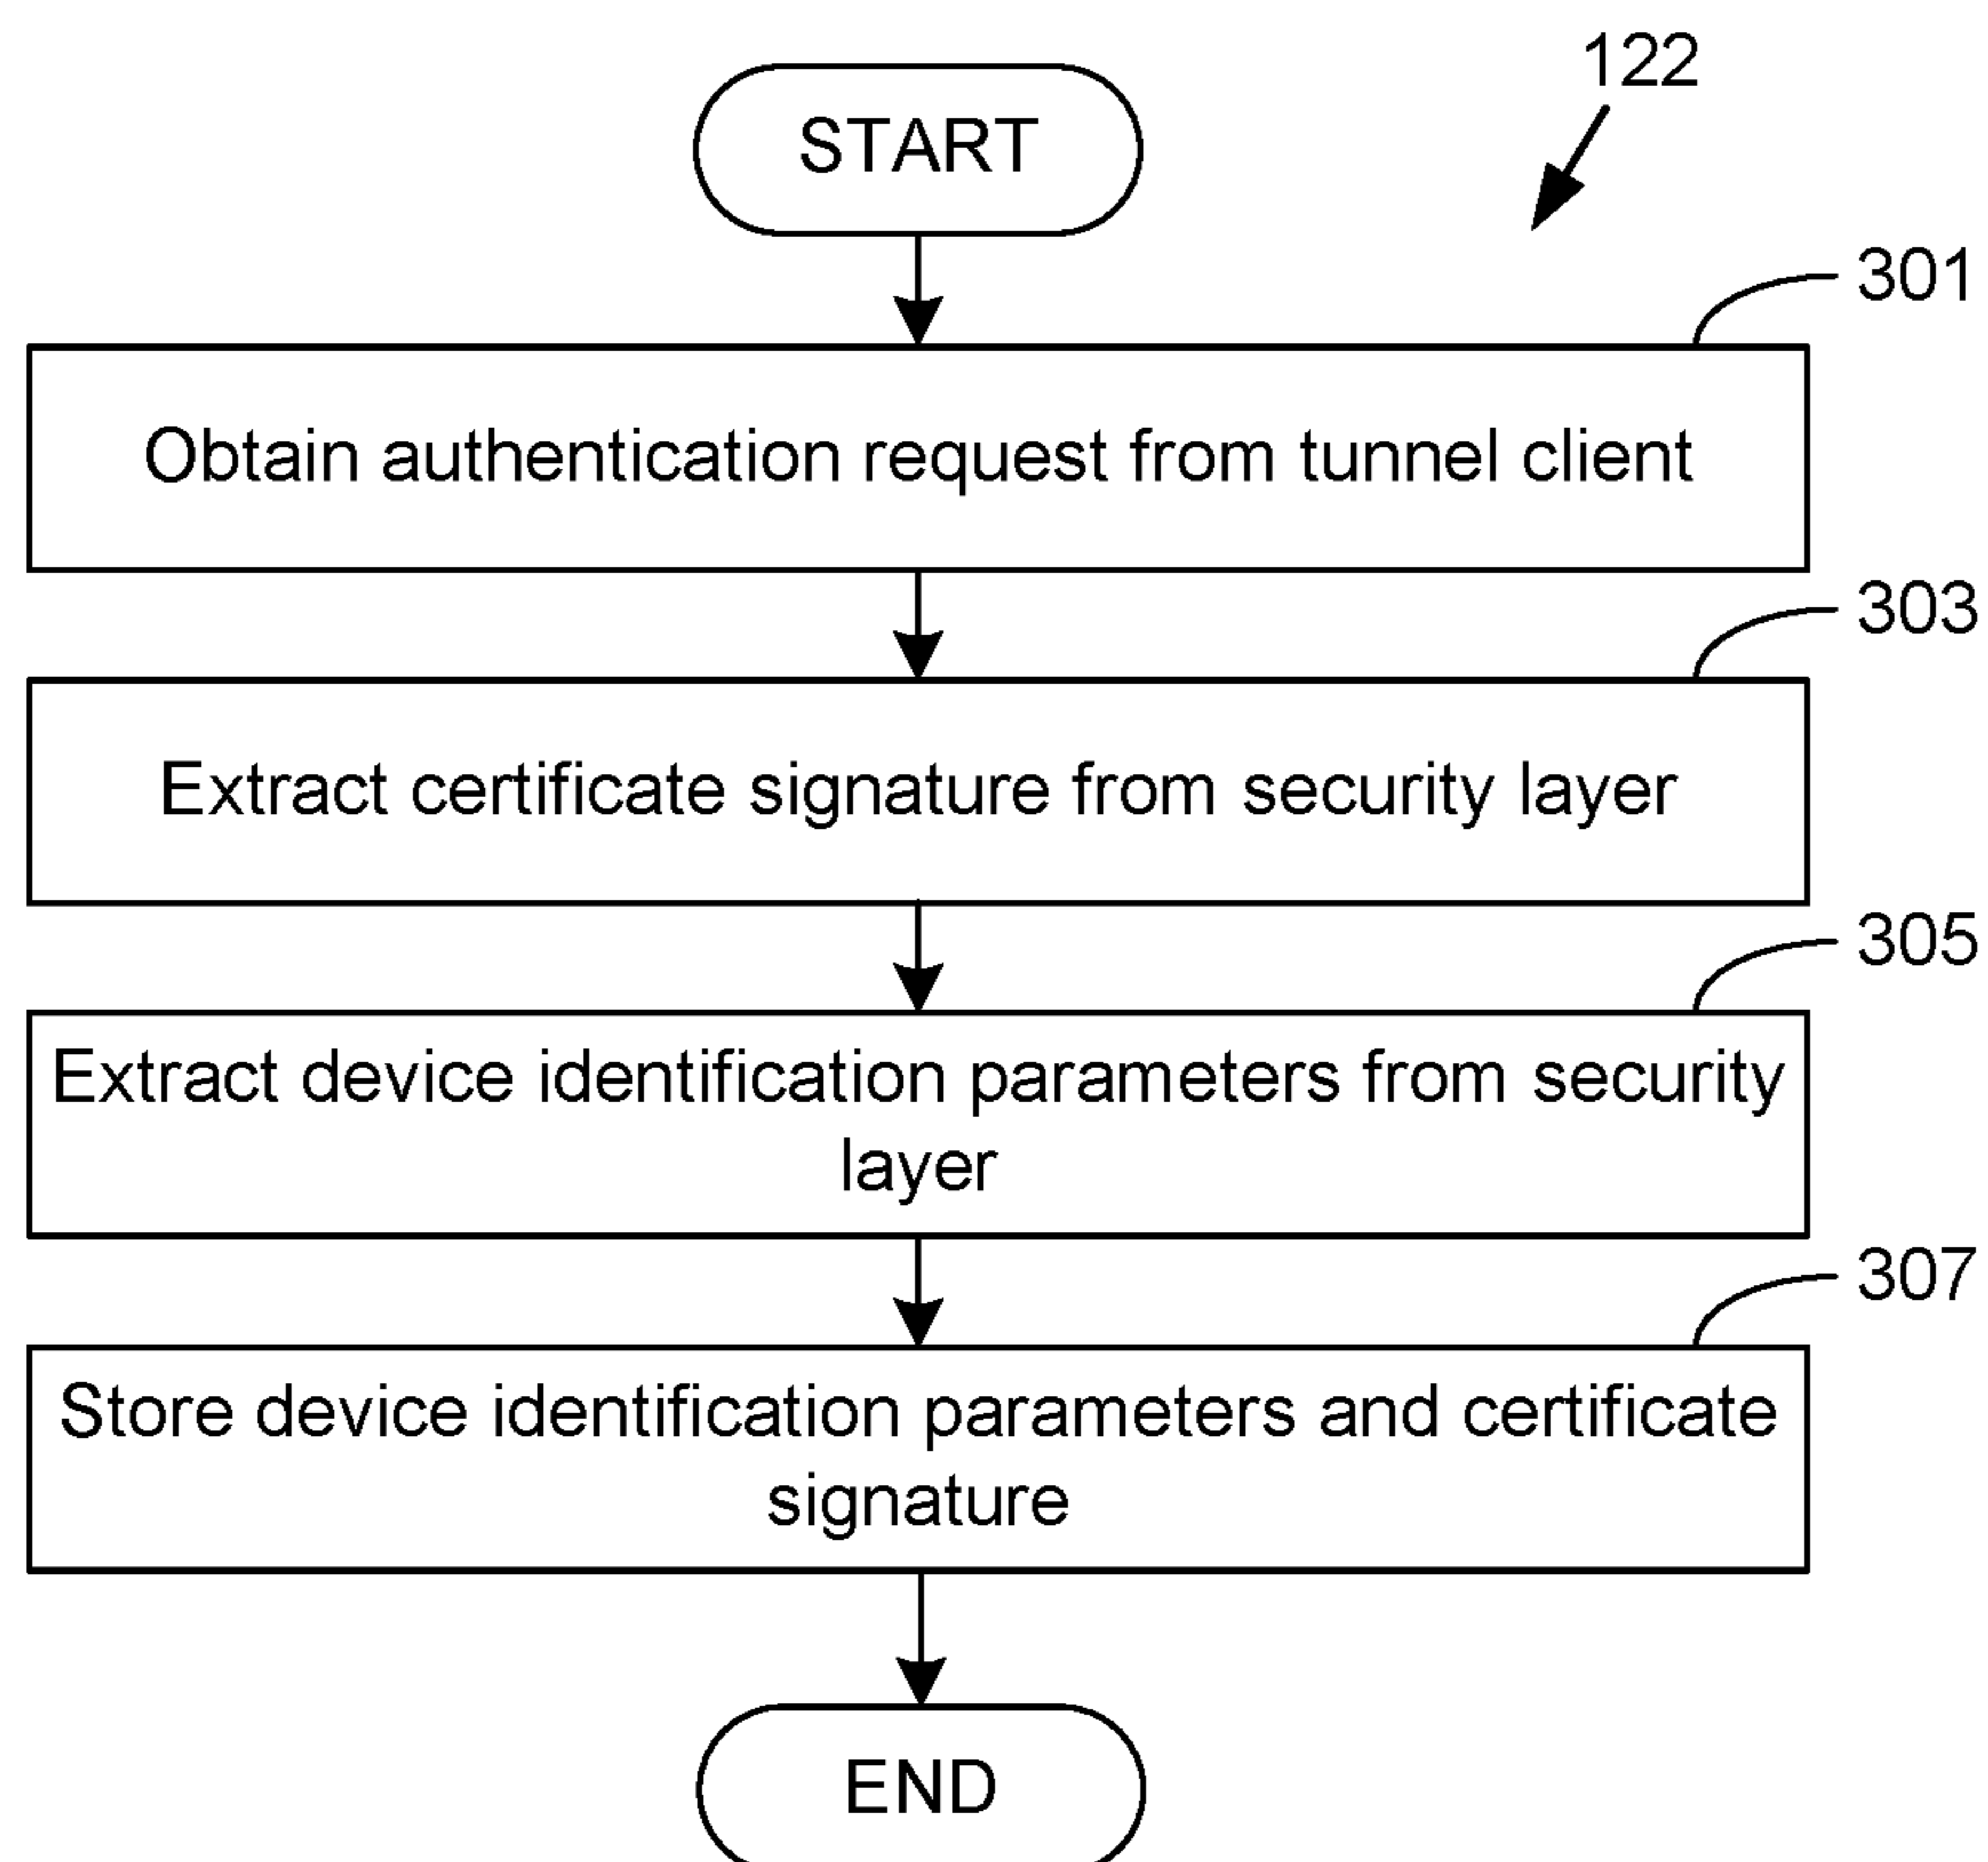 122
START
301
Obtain authentication request from tunnel client
303
Extract certificate signature from security layer
305
Extract device identification parameters from security
layer
307
Store device identification parameters and certificate
signature
END